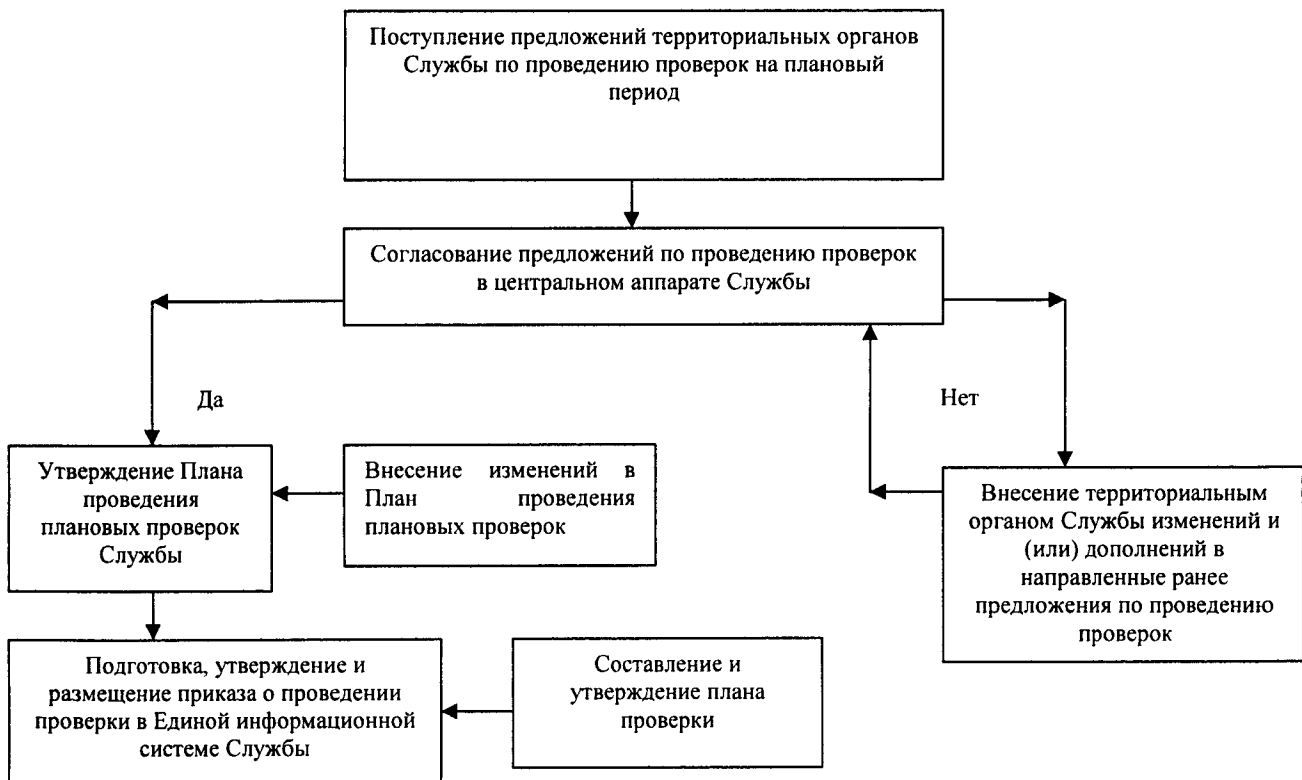 Поступление предложений территориальных органов
Службы по проведению проверок на плановый
период
Согласование предложений по проведению проверок
в центральном аппарате Службы
Да
Нет
Утверждение Плана
проведения
плановых проверок
Службы
Внесение изменений в
План проведения
плановых проверок
Внесение территориальным
органом Службы изменений и
(или) дополнений в
направленные ранее
предложения по проведению
проверок
Подготовка, утверждение и
размещение приказа о проведении
проверки в Единой информационной
системе Службы
Составление и
утверждение плана
проверки